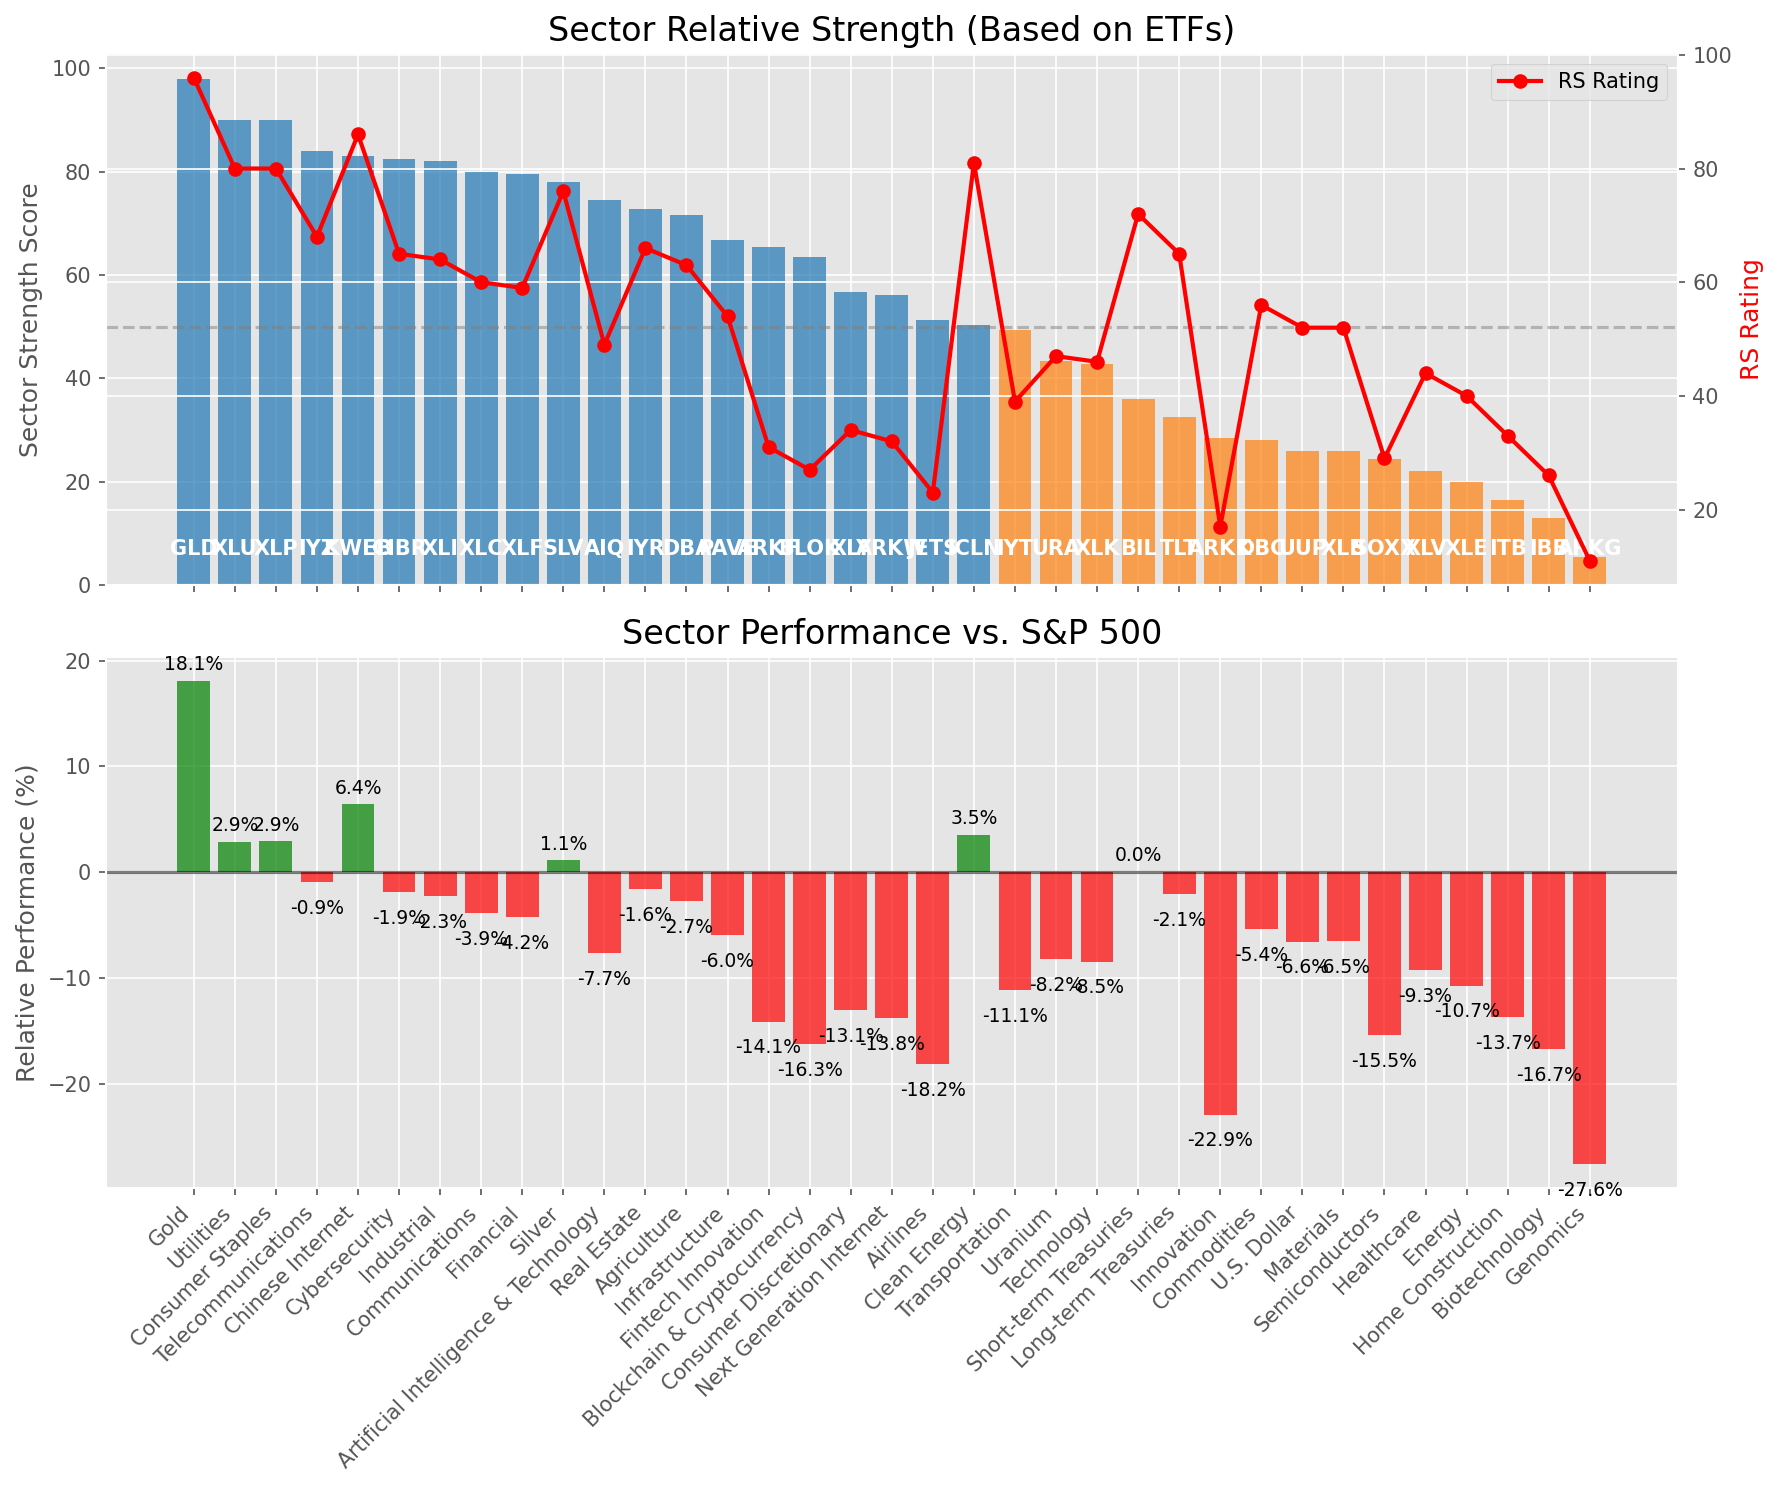 Sector Relative Strength (Based on ETFs)
Sector Strength Score
100
80
60
40
20
0
RS Rating
100
80
60
40
20
RS Rating
GLD XLU XLP IYZ KWEB CIBR XLI XLC XLF SLV AIQ IYR DBA PAVE ARKF BLOK XLY ARKW JETS ICLN IYT URA XLK BIL TLT ARKK DBC UUP XLB SOXX XLV XLE ITB IBB ARKG
Sector Performance vs. S&P 500
Relative Performance (%)
20
10
0
−10
−20
18.1% 2.9% 2.9% -0.9% 6.4% -1.9% -2.3% -3.9% -4.2% 1.1% -7.7% -1.6% -2.7% -6.0% -14.1% -16.3% -13.1% -13.8% -18.2% 3.5% -11.1% -8.2% -8.5% 0.0% -2.1% -22.9% -5.4% -6.6% -6.5% -15.5% -9.3% -10.7% -13.7% -16.7% -27.6%
Gold
Utilities
Consumer Staples
Telecommunications
Chinese Internet
Cybersecurity
Industrial
Communications
Financial
Silver
Artificial Intelligence & Technology
Real Estate
Agriculture
Infrastructure
Fintech Innovation
Blockchain & Cryptocurrency
Consumer Discretionary
Next Generation Internet
Airlines
Clean Energy
Transportation
Uranium
Technology
Short-term Treasuries
Long-term Treasuries
Innovation
Commodities
U.S. Dollar
Materials
Semiconductors
Healthcare
Energy
Home Construction
Biotechnology
Genomics